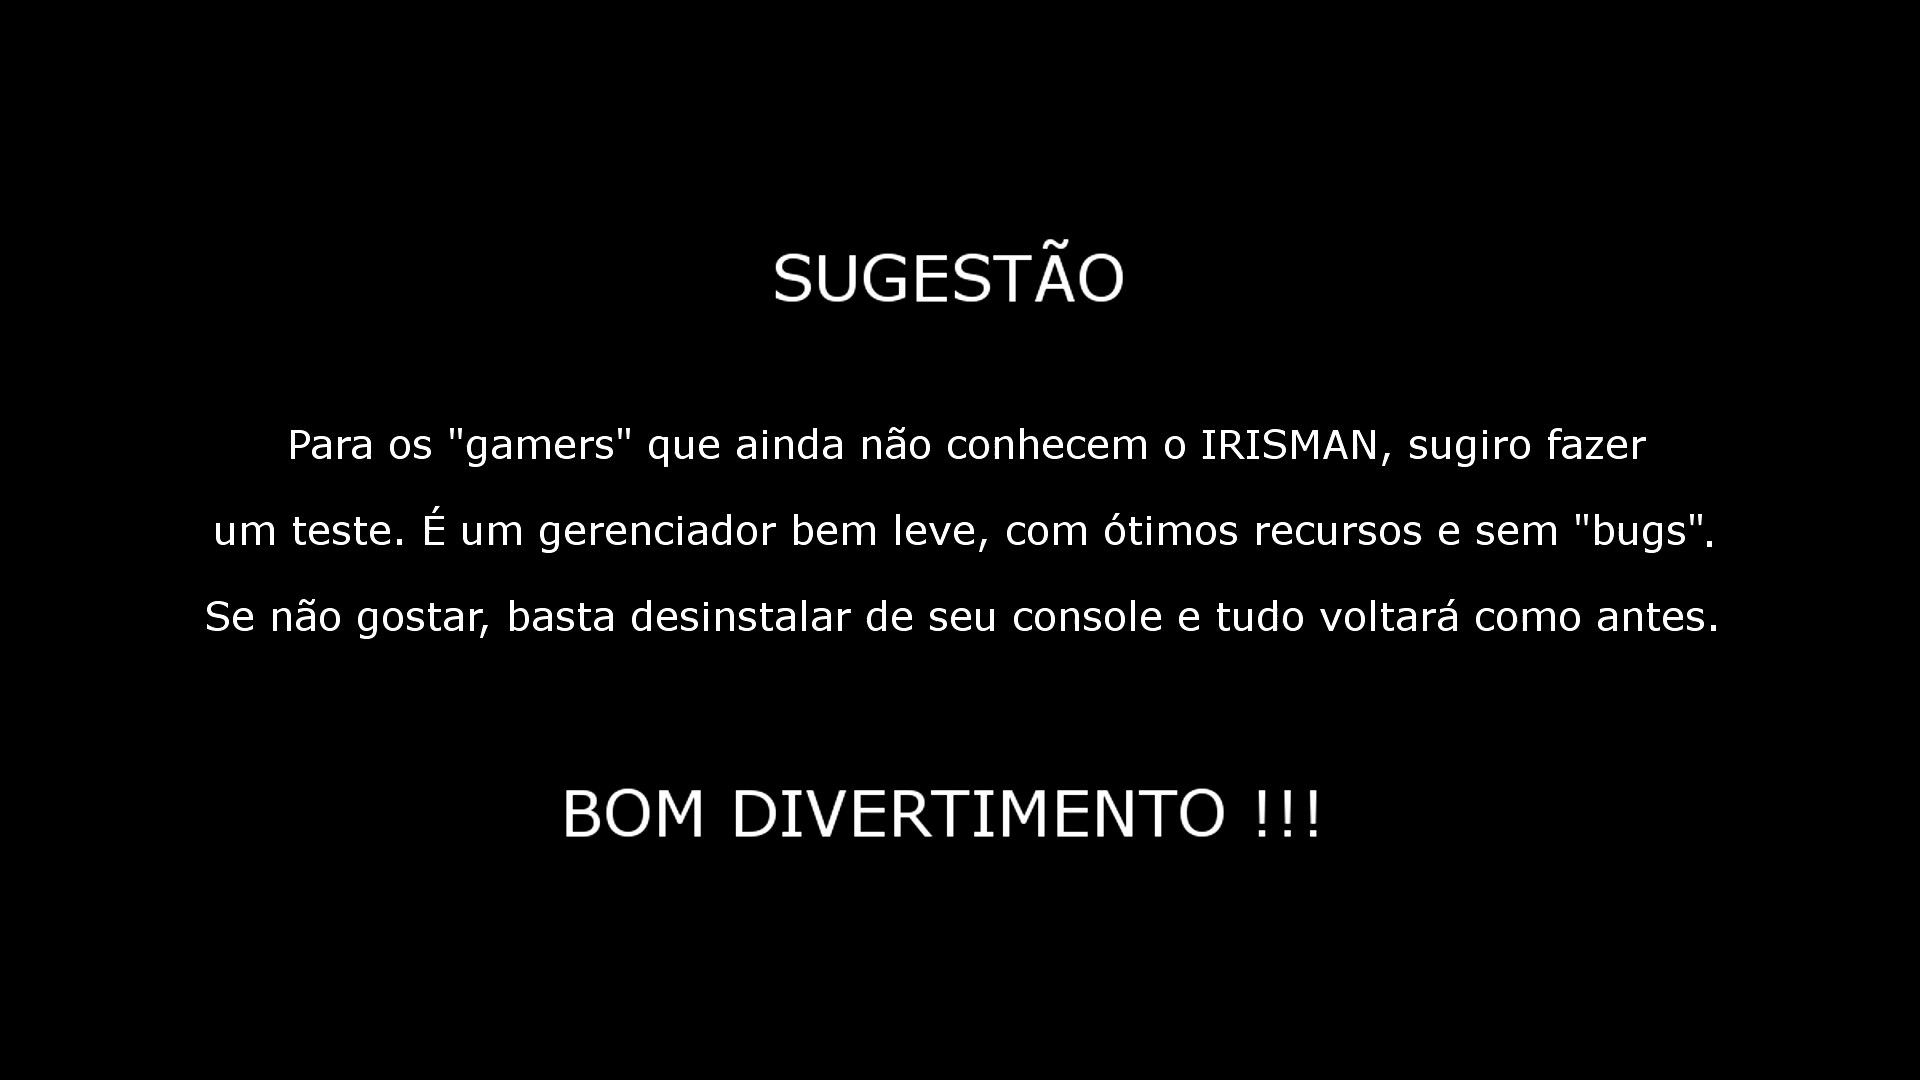 SUGESTÃO
Para os "gamers" que ainda não conhecem o IRISMAN, sugiro fazer
um teste. É um gerenciador bem leve, com ótimos recursos e sem "bugs".
Se não gostar, basta desinstalar de seu console e tudo voltará como antes.
BOM DIVERTIMENTO !!!